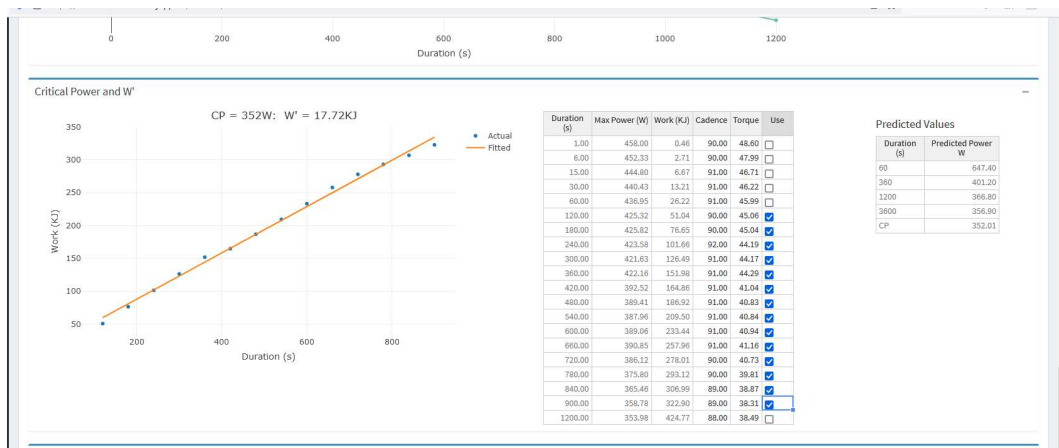 0 200 400 600 800 1000 1200
Duration (s)
Critical Power and W'
CP = 352W: W' = 17.72KJ
350
300
250
200
150
100
50
Work (KJ)
200 400 600 800
Duration (s)
Actual
Fitted
Duration (s) Max Power (W) Work (KJ) Cadence Torque Use
1.00 458.00 0.46 90.00 48.60
6.00 452.33 2.71 90.00 47.99
15.00 444.80 6.67 91.00 46.71
30.00 440.43 13.21 91.00 46.22
60.00 436.95 26.22 91.00 45.99
120.00 425.32 51.04 90.00 45.06
180.00 425.82 76.65 90.00 45.04
240.00 423.58 101.66 92.00 44.19
300.00 421.63 126.49 91.00 44.17
360.00 422.16 151.98 91.00 44.29
420.00 392.52 164.86 91.00 41.04
480.00 389.41 186.92 91.00 40.83
540.00 387.96 209.50 91.00 40.84
600.00 389.06 233.44 91.00 40.94
660.00 390.85 257.96 91.00 41.16
720.00 386.12 278.01 90.00 40.73
780.00 375.80 293.12 90.00 39.81
840.00 365.46 306.99 89.00 38.87
900.00 358.78 322.90 89.00 38.31
1200.00 353.98 424.77 88.00 38.49
Predicted Values
Duration (s) Predicted Power W
60 647.40
360 401.20
1200 366.80
3600 356.90
CP 352.01